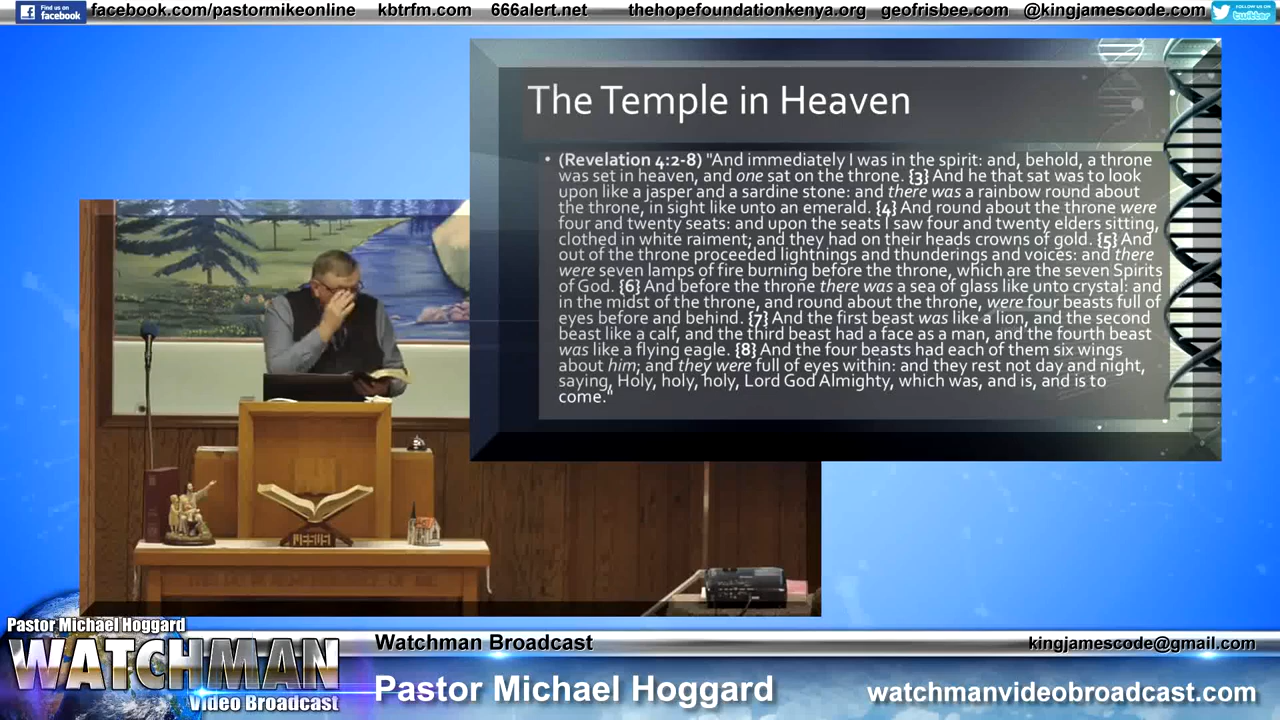 Find us on
facebook
facebook.com/pastormikeonline kbtrfm.com 666alert.net thehopefoundationkenya.org geofrisbee.com @kingjamescode.com
FOLLOW US ON
twitter
The Temple in Heaven
• (Revelation 4:2-8) "And immediately I was in the spirit: and, behold, a throne
was set in heaven, and one sat on the throne. {3} And he that sat was to look
upon like a jasper and a sardine stone: and there was a rainbow round about
the throne, in sight like unto an emerald. {4} And round about the throne were
four and twenty seats: and upon the seats I saw four and twenty elders sitting,
clothed in white raiment; and they had on their heads crowns of gold. {5} And
out of the throne proceeded lightnings and thunderings and voices: and there
were seven lamps of fire burning before the throne, which are the seven Spirits
of God. {6} And before the throne there was a sea of glass like unto crystal: and
in the midst of the throne, and round about the throne, were four beasts full of
eyes before and behind. {7} And the first beast was like a lion, and the second
beast like a calf, and the third beast had a face as a man, and the fourth beast
was like a flying eagle. {8} And the four beasts had each of them six wings
about him; and they were full of eyes within: and they rest not day and night,
saying, Holy, holy, holy, Lord God Almighty, which was, and is, and is to
come."
JESUS
Pastor Michael Hoggard
WATCHMAN
Video Broadcast
Watchman Broadcast
kingjamescode@gmail.com
Pastor Michael Hoggard
watchmanvideobroadcast.com